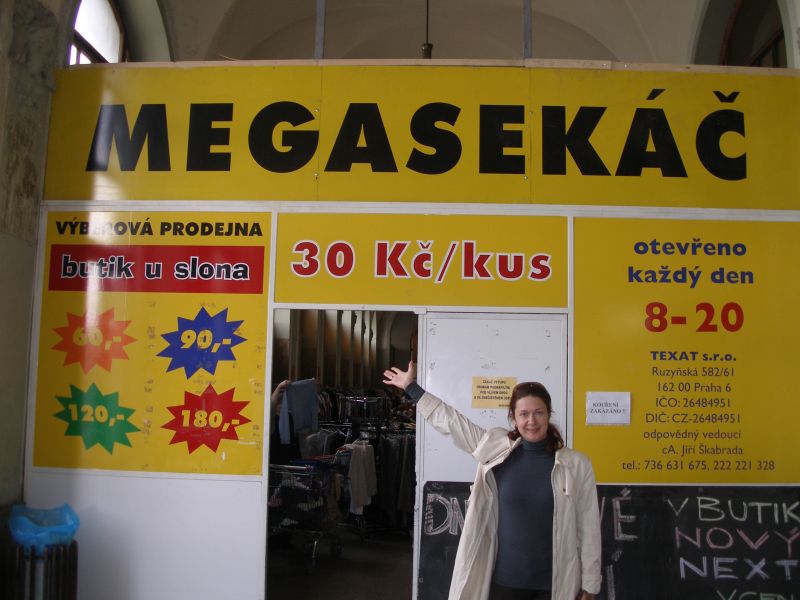 MEGASEKÁČ
VÝBEROVÁ PRODEJNA
butik u slona
60,-
90,-
120,-
180,-
30 Kč/kus
otevřeno
každý den
8-20
TEXAT s.r.o.
Ruzyňská 582/61
162 00 Praha 6
IČO: 26484951
DIČ: CZ-26484951
odpovědný vedoucí
cA. Jiří Škabrada
tel.: 736 631 675, 222 221 328
KOUŘENÍ
ZAKÁZÁNO !!
V BUTIK
NOVÝ
NEXT